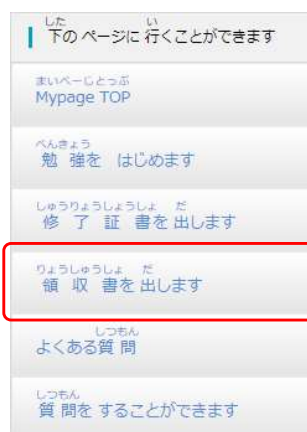 した い
下の ページに 行くことができます
まいぺーじとっぷ
Mypage TOP
べんきょう
勉 強を はじめます
しゅうりょうしょうしょ だ
修 了 証 書を 出します
りょうしゅうしょ だ
領 収 書を 出します
しつもん
よくある質 問
しつもん
質 問を することができます